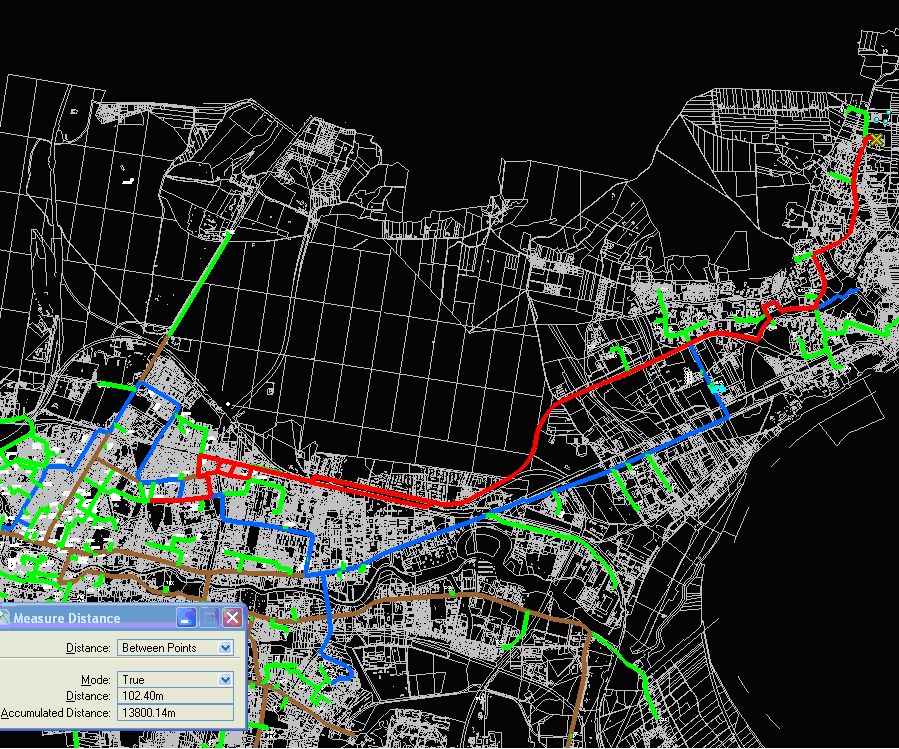 Measure Distance
Distance: Between Points
Mode: True
Distance: 102.40m
Accumulated Distance: 13800.14m